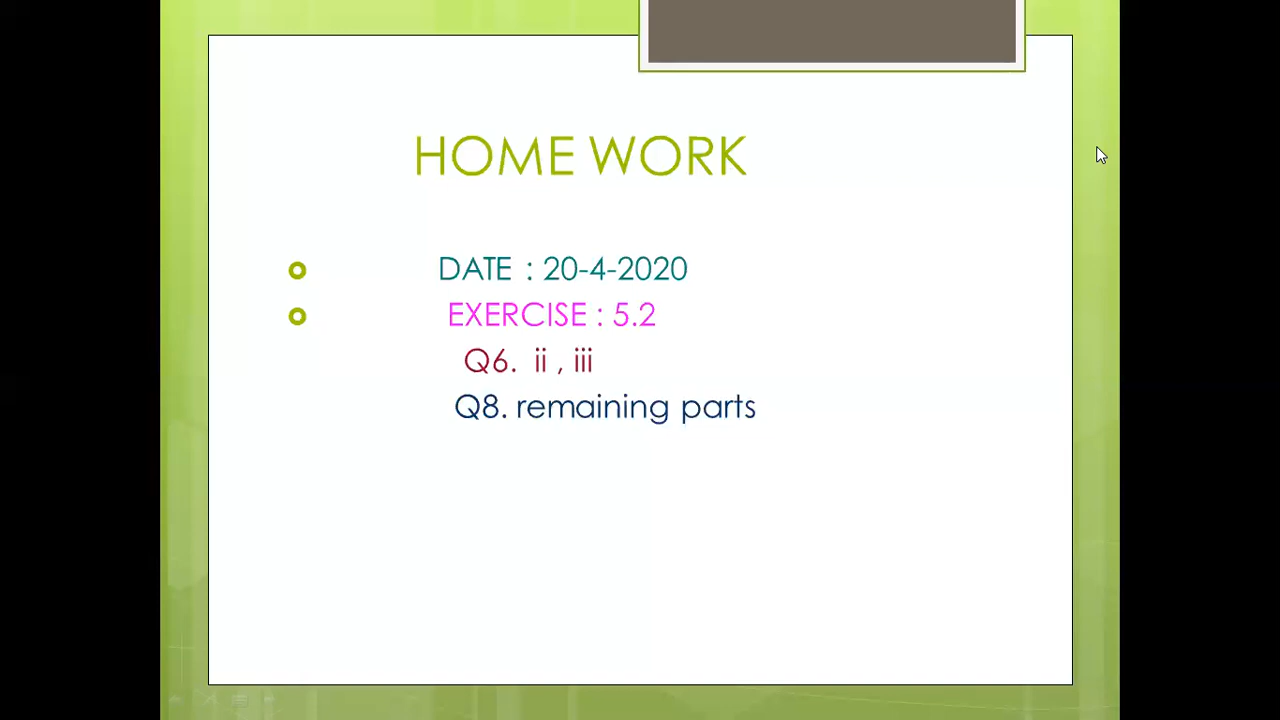 HOME WORK
DATE : 20-4-2020
EXERCISE : 5.2
Q6. ii , iii
Q8. remaining parts